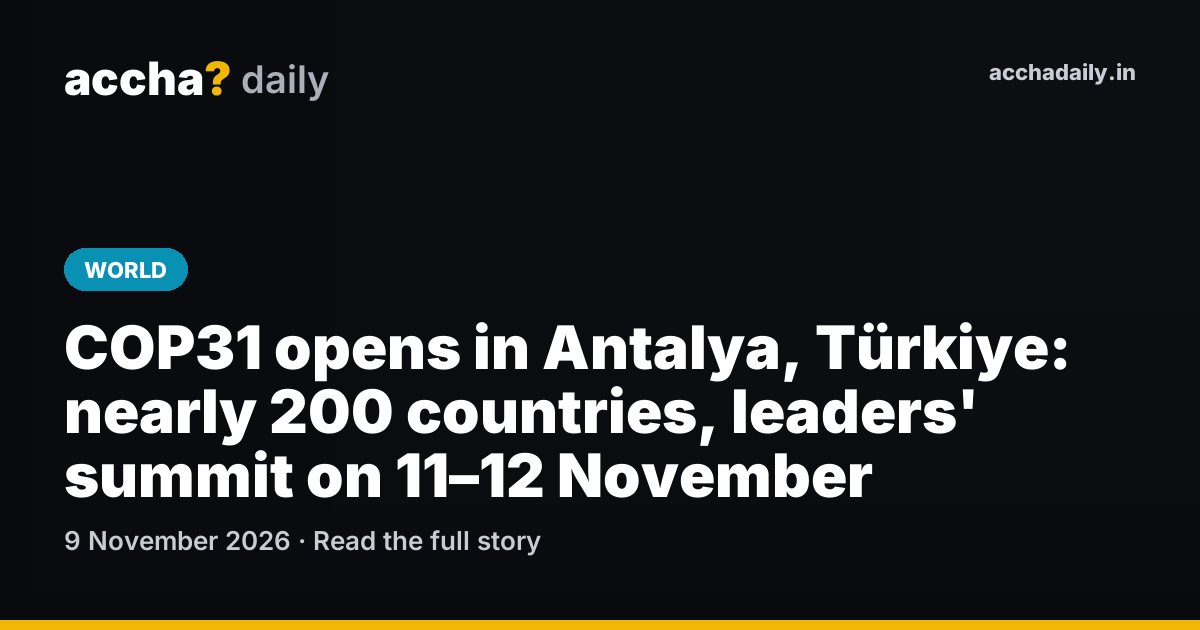 accha? daily
acchadaily.in
WORLD
COP31 opens in Antalya, Türkiye:
nearly 200 countries, leaders'
summit on 11–12 November
9 November 2026 · Read the full story